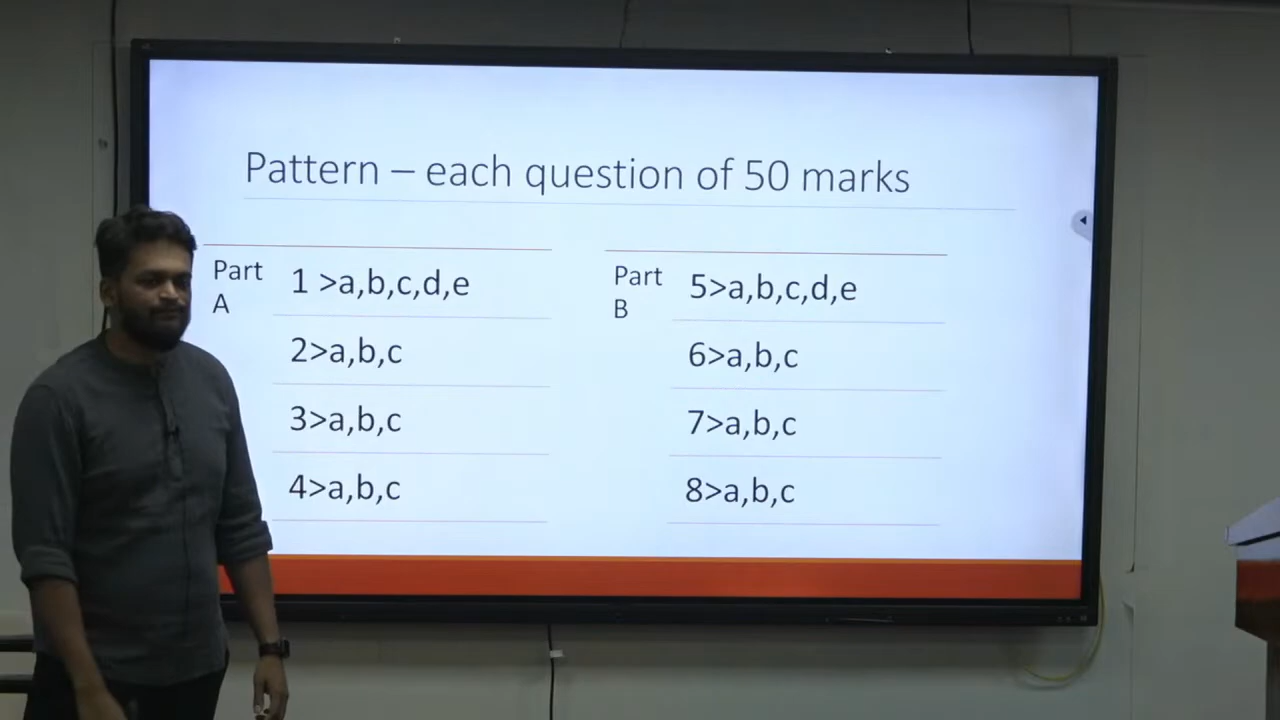 Pattern – each question of 50 marks
Part
A
1 >a,b,c,d,e
2>a,b,c
3>a,b,c
4>a,b,c
Part
B
5>a,b,c,d,e
6>a,b,c
7>a,b,c
8>a,b,c